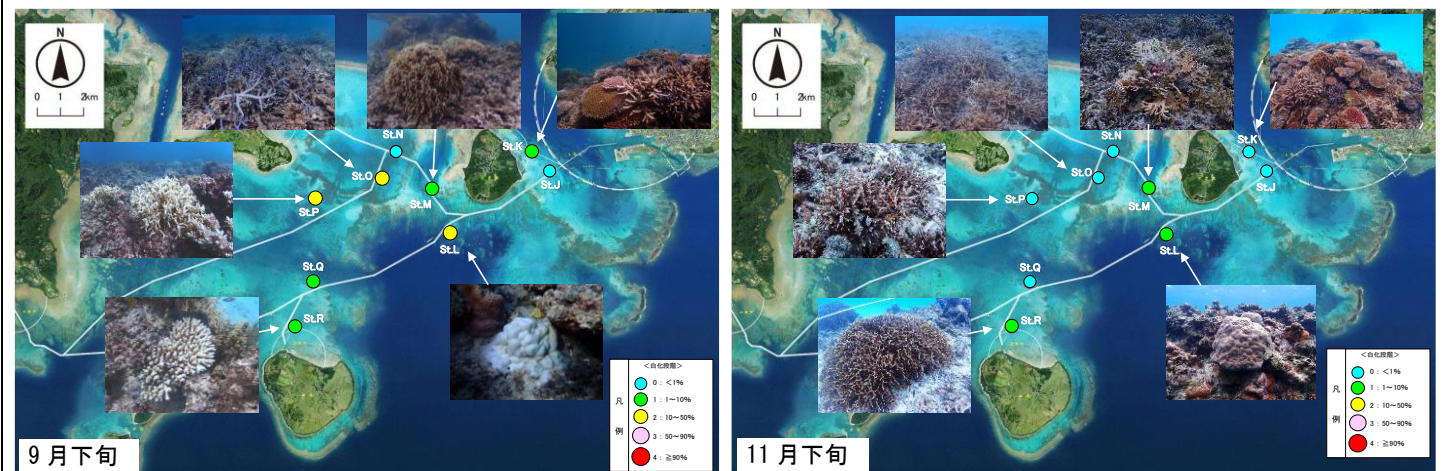 N
0 1 2km
St.N
St.K
St.O
St.J
St.M
St.P
St.L
St.Q
St.R
<白化段階>
凡例
0：<1%
1：1～10%
2：10～50%
3：50～90%
4：≧90%
9月下旬
N
0 1 2km
St.N
St.K
St.O
St.J
St.M
St.P
St.L
St.Q
St.R
<白化段階>
凡例
0：<1%
1：1～10%
2：10～50%
3：50～90%
4：≧90%
11月下旬